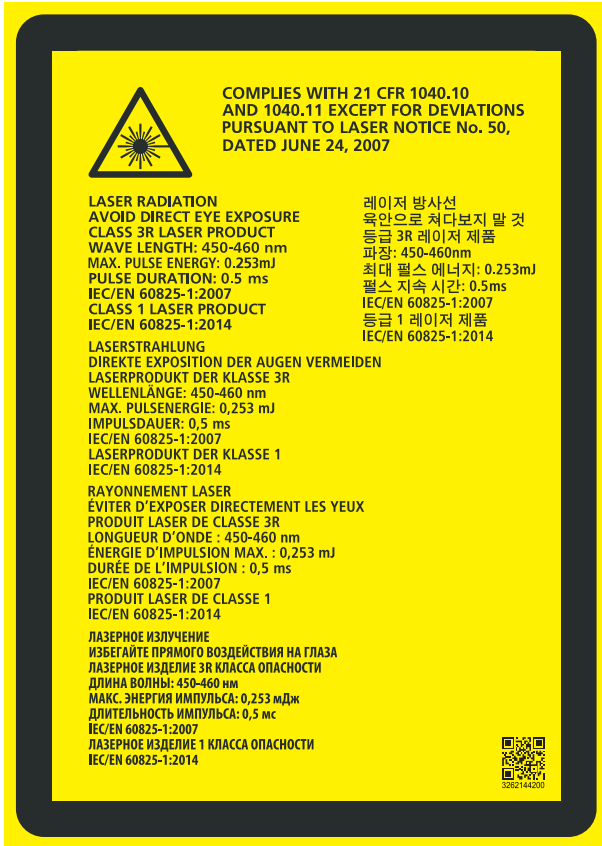 COMPLIES WITH 21 CFR 1040.10
AND 1040.11 EXCEPT FOR DEVIATIONS
PURSUANT TO LASER NOTICE No. 50,
DATED JUNE 24, 2007
LASER RADIATION
AVOID DIRECT EYE EXPOSURE
CLASS 3R LASER PRODUCT
WAVE LENGTH: 450-460 nm
MAX. PULSE ENERGY: 0.253mJ
PULSE DURATION: 0.5 ms
IEC/EN 60825-1:2007
CLASS 1 LASER PRODUCT
IEC/EN 60825-1:2014
레이저 방사선
육안으로 쳐다보지 말 것
등급 3R 레이저 제품
파장: 450-460nm
최대 펄스 에너지: 0.253mJ
펄스 지속 시간: 0.5ms
IEC/EN 60825-1:2007
등급 1 레이저 제품
IEC/EN 60825-1:2014
LASERSTRAHLUNG
DIREKTE EXPOSITION DER AUGEN VERMEIDEN
LASERPRODUKT DER KLASSE 3R
WELLENLÄNGE: 450-460 nm
MAX. PULSENERGIE: 0,253 mJ
IMPULSDAUER: 0,5 ms
IEC/EN 60825-1:2007
LASERPRODUKT DER KLASSE 1
IEC/EN 60825-1:2014
RAYONNEMENT LASER
ÉVITER D'EXPOSER DIRECTEMENT LES YEUX
PRODUIT LASER DE CLASSE 3R
LONGUEUR D'ONDE : 450-460 nm
ÉNERGIE D'IMPULSION MAX. : 0,253 mJ
DURÉE DE L'IMPULSION : 0,5 ms
IEC/EN 60825-1:2007
PRODUIT LASER DE CLASSE 1
IEC/EN 60825-1:2014
ЛАЗЕРНОЕ ИЗЛУЧЕНИЕ
ИЗБЕГАЙТЕ ПРЯМОГО ВОЗДЕЙСТВИЯ НА ГЛАЗА
ЛАЗЕРНОЕ ИЗДЕЛИЕ 3R КЛАССА ОПАСНОСТИ
ДЛИНА ВОЛНЫ: 450-460 нм
МАКС. ЭНЕРГИЯ ИМПУЛЬСА: 0,253 мДж
ДЛИТЕЛЬНОСТЬ ИМПУЛЬСА: 0,5 мс
IEC/EN 60825-1:2007
ЛАЗЕРНОЕ ИЗДЕЛИЕ 1 КЛАССА ОПАСНОСТИ
IEC/EN 60825-1:2014
3262144200